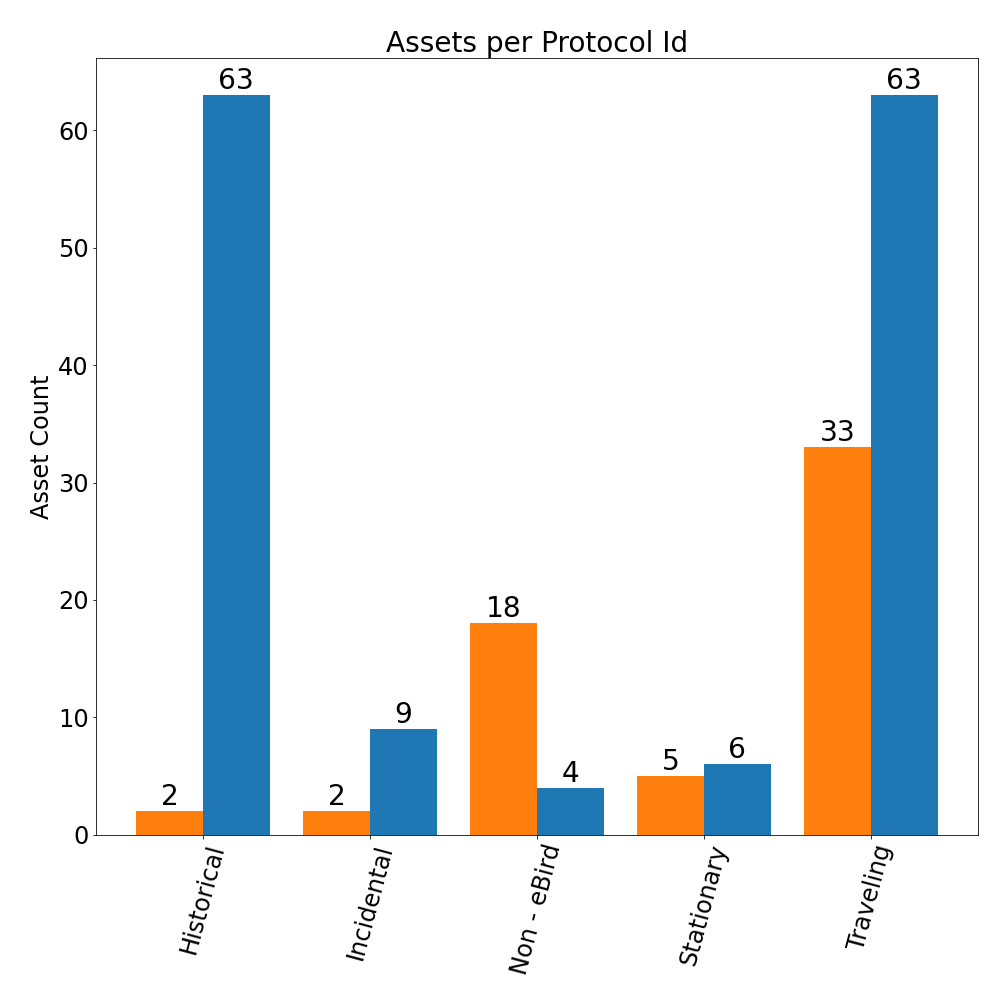 Assets per Protocol Id
Asset Count
60
50
40
30
20
10
0
2
63
2
9
18
4
5
6
33
63
Historical
Incidental
Non - eBird
Stationary
Traveling